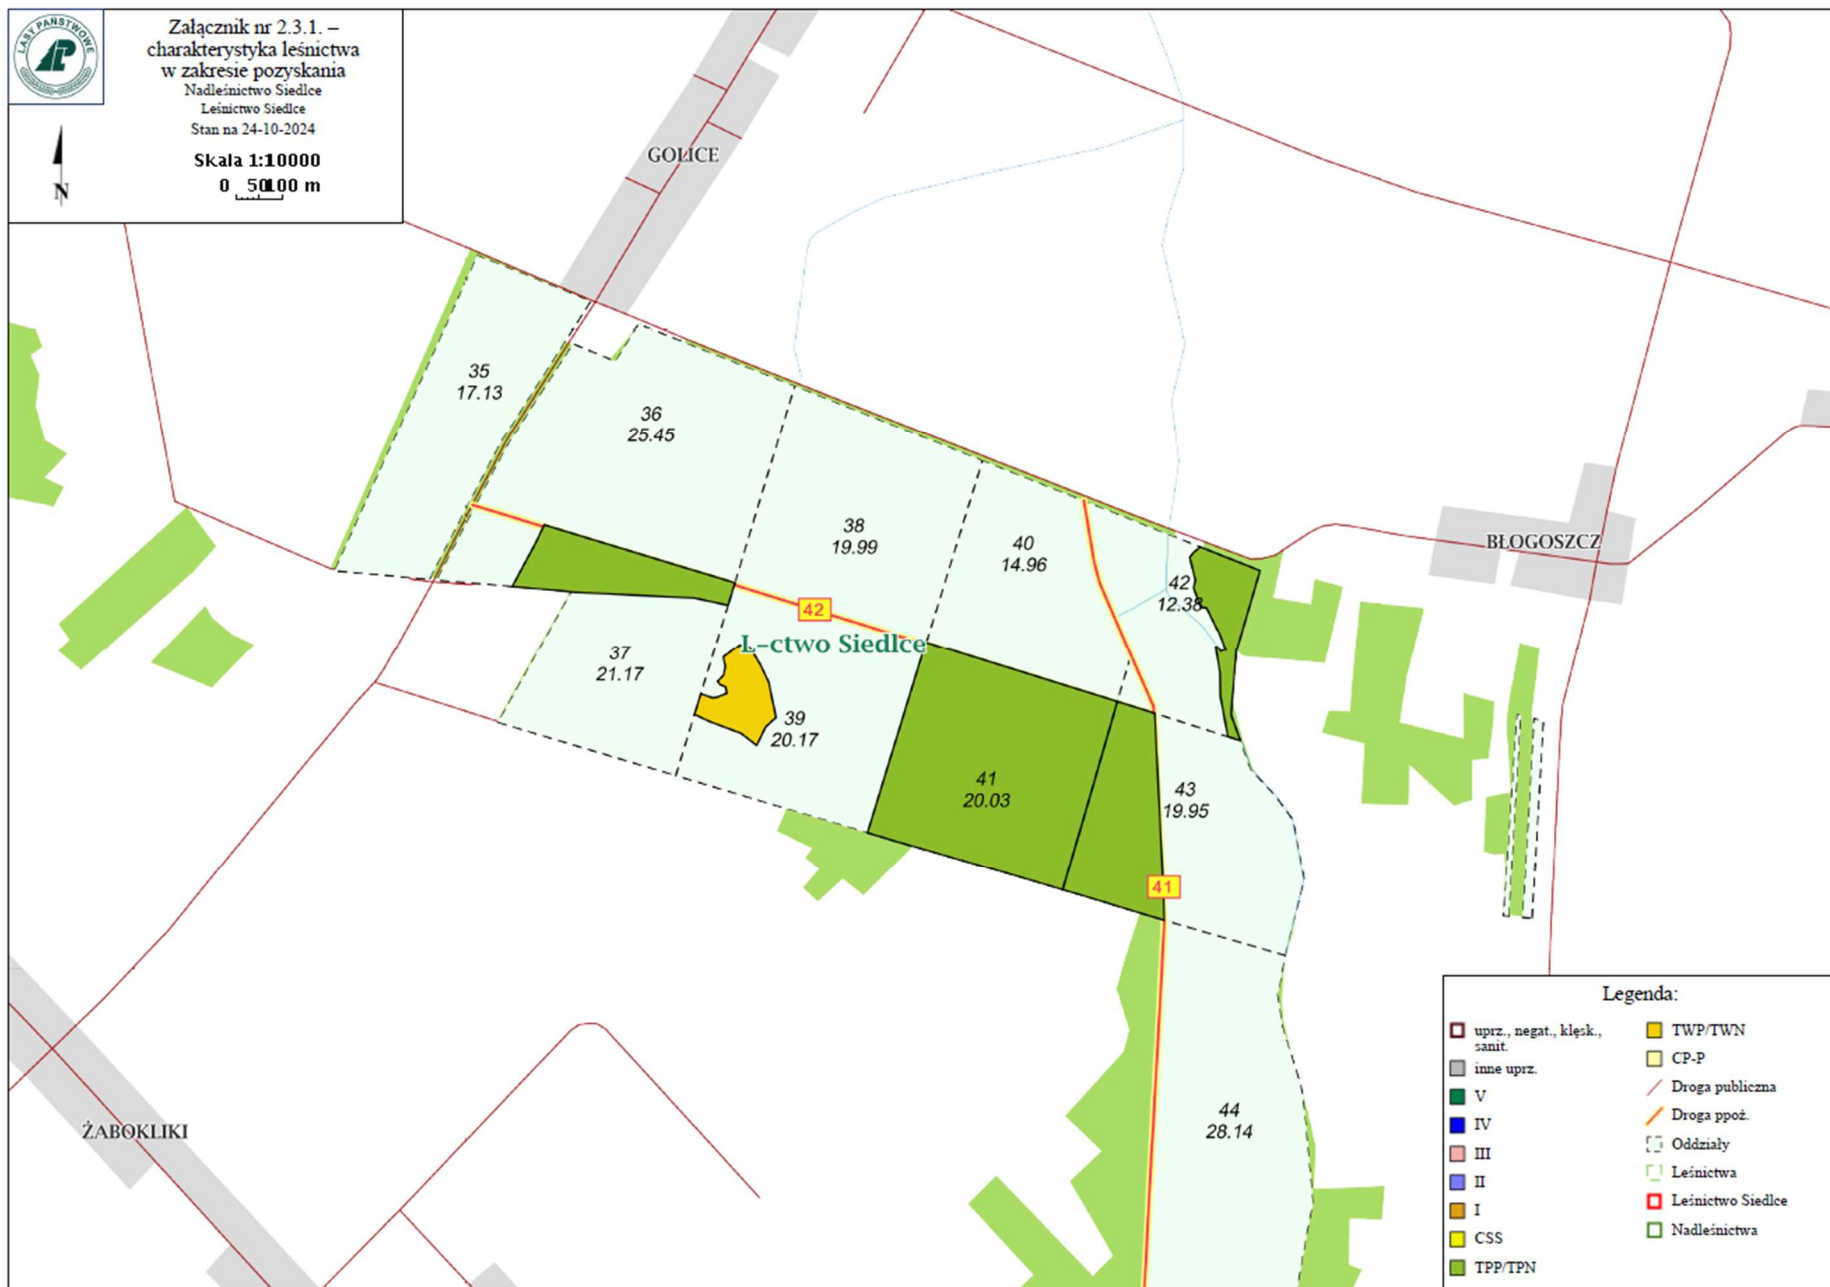 LASY PAŃSTWOWE
Załącznik nr 2.3.1. –
charakterystyka leśnictwa
w zakresie pozyskania
Nadleśnictwo Siedlce
Leśnictwo Siedlce
Stan na 24-10-2024
Skala 1:10000
0 50 100 m
N
GOLICE
35
17.13
36
25.45
38
19.99
40
14.96
42
12.38
BŁOGOSZCZ
42
L-ctwo Siedlce
37
21.17
39
20.17
41
20.03
43
19.95
41
44
28.14
ŻABOKLIKI
Legenda:
uprz., negat., klęsk.,
sanit.
inne uprz.
V
IV
III
II
I
CSS
TPP/TPN
TWP/TWN
CP-P
Droga publiczna
Droga ppoż.
Oddziały
Leśnictwa
Leśnictwo Siedlce
Nadleśnictwa